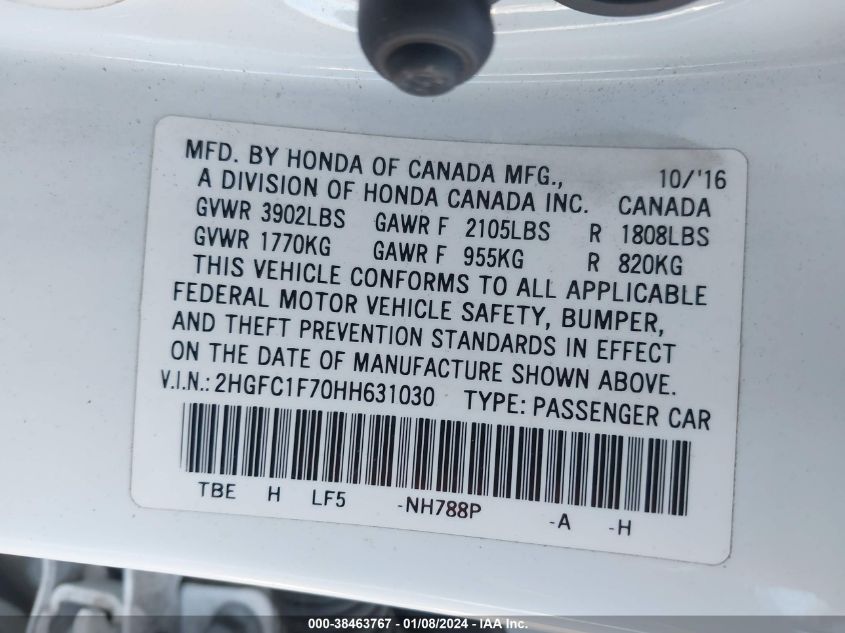 MFD. BY HONDA OF CANADA MFG., 10/'16
A DIVISION OF HONDA CANADA INC. CANADA
GVWR 3902LBS GAWR F 2105LBS R 1808LBS
GVWR 1770KG GAWR F 955KG R 820KG
THIS VEHICLE CONFORMS TO ALL APPLICABLE
FEDERAL MOTOR VEHICLE SAFETY, BUMPER,
AND THEFT PREVENTION STANDARDS IN EFFECT
ON THE DATE OF MANUFACTURE SHOWN ABOVE.
V.I.N.: 2HGFC1F70HH631030 TYPE: PASSENGER CAR
TBE H LF5 -NH788P -A -H
000-38463767 - 01/08/2024 - IAA Inc.